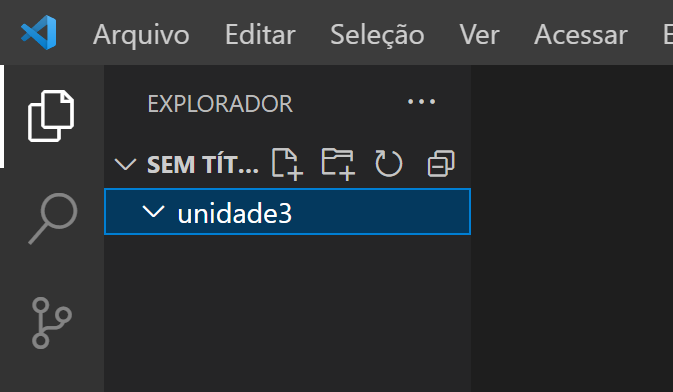 Arquivo Editar Seleção Ver Acessar E
EXPLORADOR ...
SEM TÍT...
unidade3